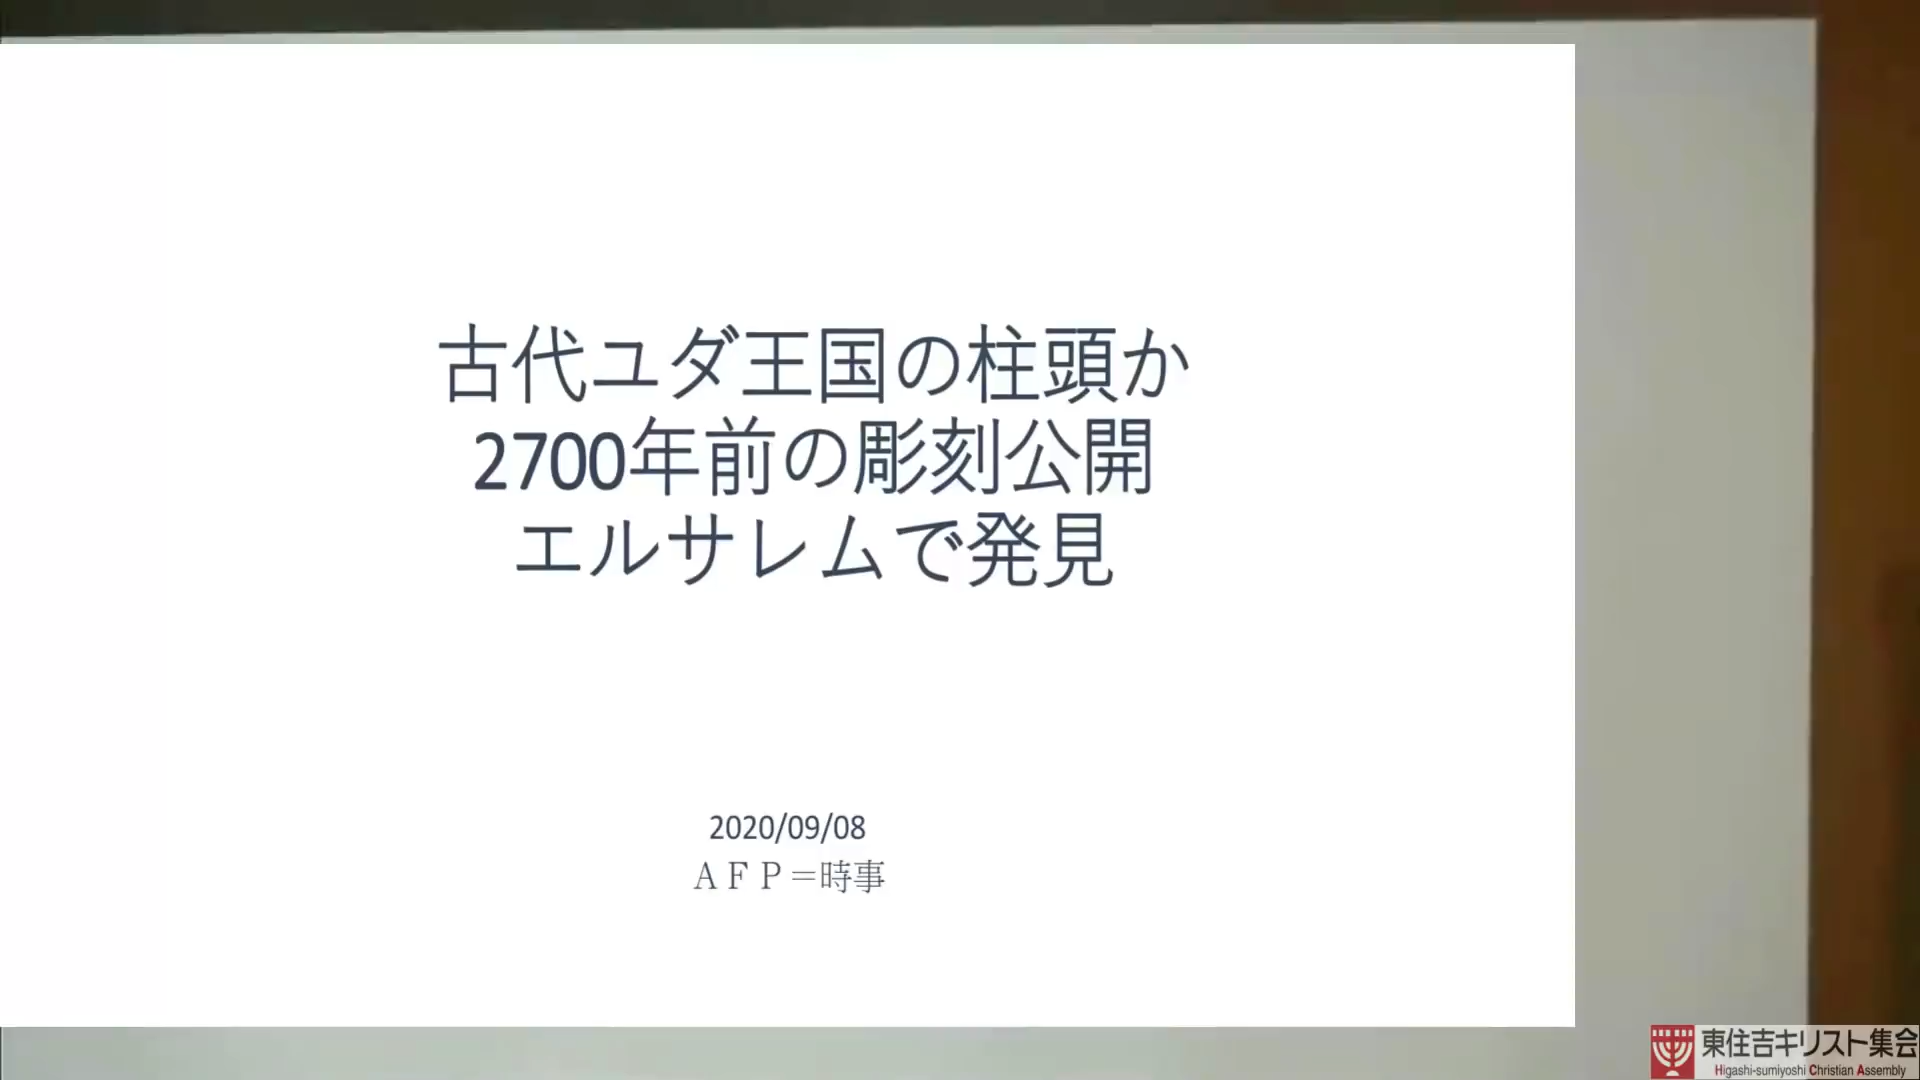 古代ユダ王国の柱頭か
2700年前の彫刻公開
エルサレムで発見
2020/09/08
ＡＦＰ＝時事
東住吉キリスト集会
Higashi-sumiyoshi Christian Assembly